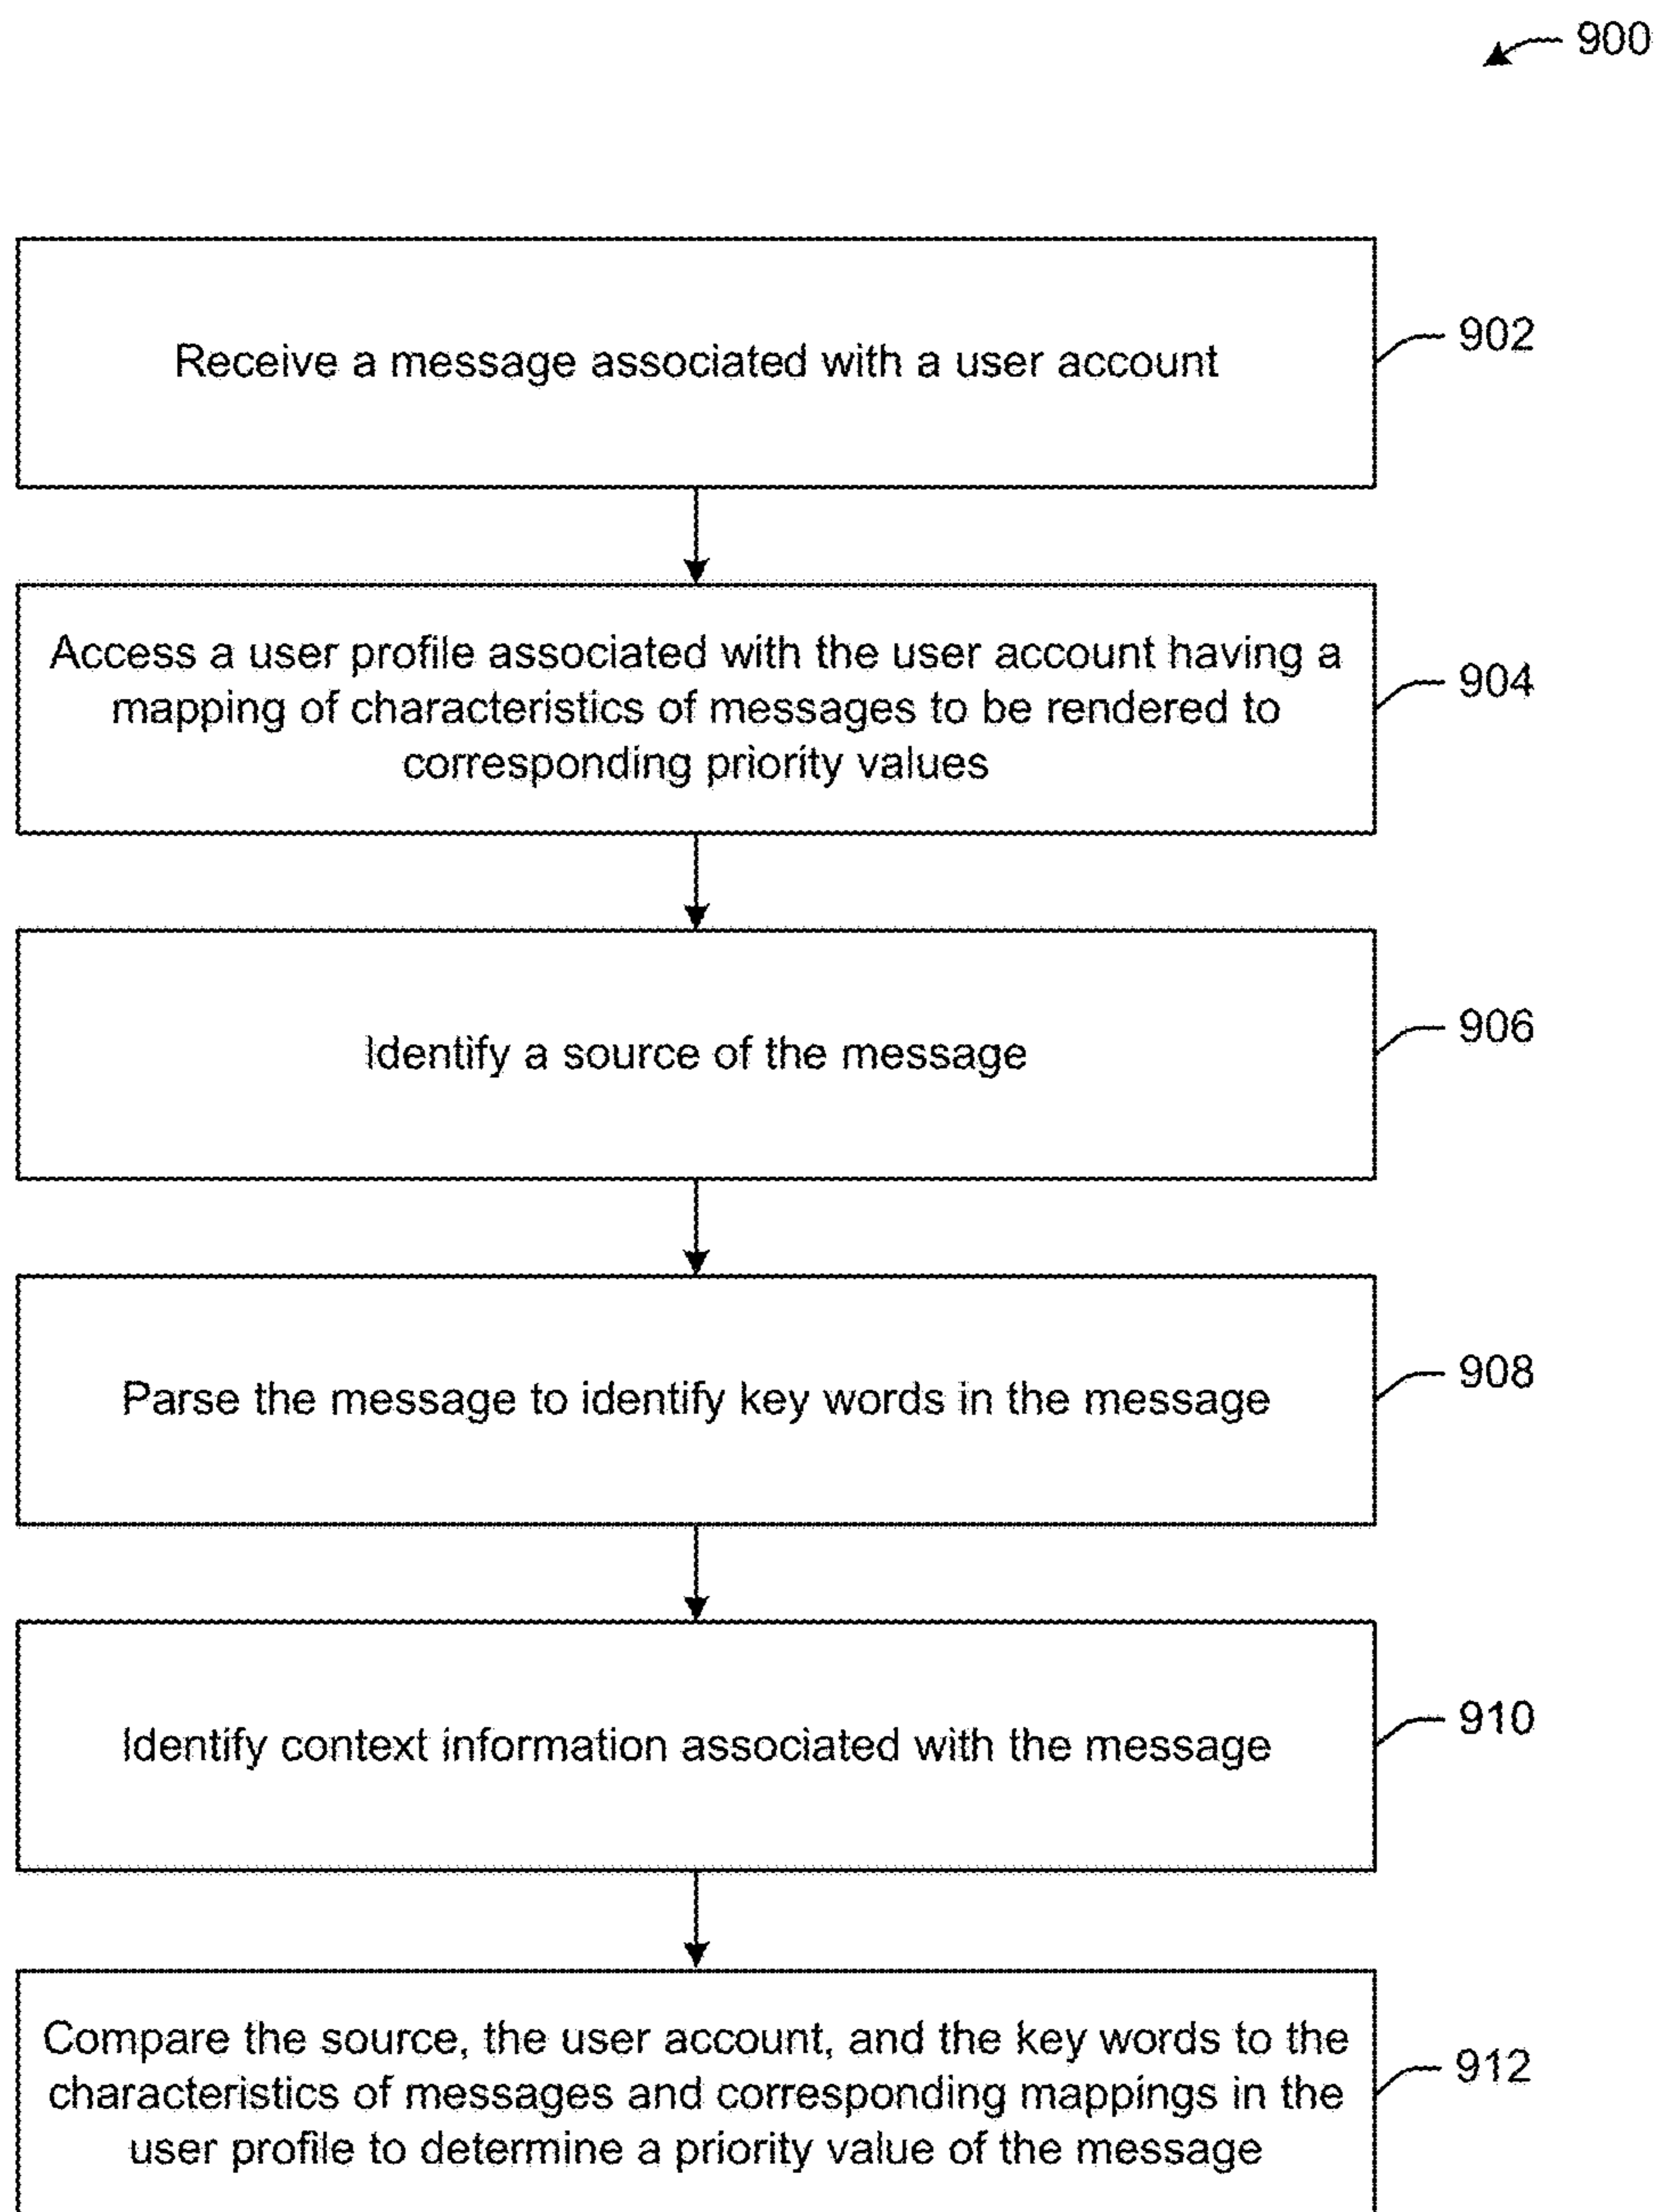 900
Receive a message associated with a user account
902
Access a user profile associated with the user account having a
mapping of characteristics of messages to be rendered to
corresponding priority values
904
Identify a source of the message
906
Parse the message to identify key words in the message
908
Identify context information associated with the message
910
Compare the source, the user account, and the key words to the
characteristics of messages and corresponding mappings in the
user profile to determine a priority value of the message
912